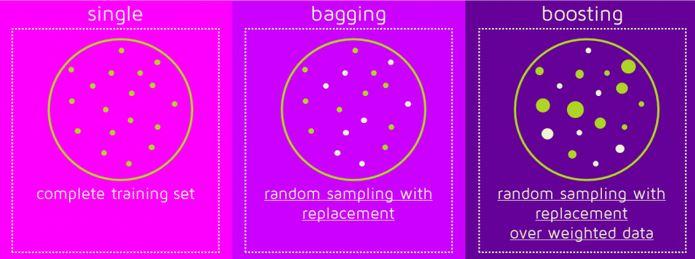 single
complete training set
bagging
random sampling with
replacement
boosting
random sampling with
replacement
over weighted data